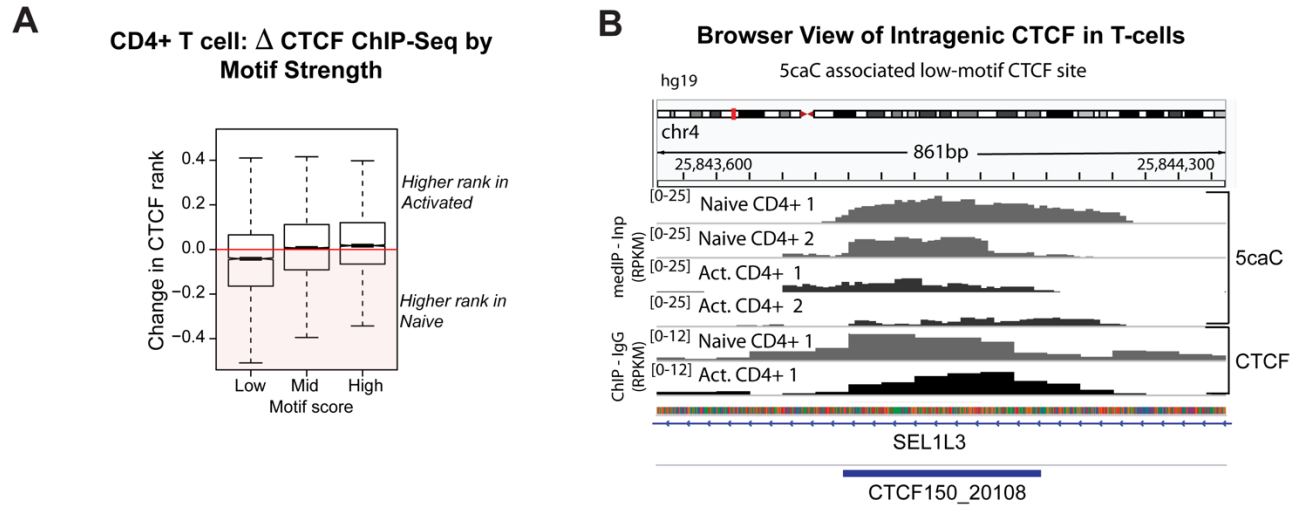 A
CD4+ T cell: Δ CTCF ChIP-Seq by
Motif Strength
Change in CTCF rank
0.4
0.2
0.0
−0.2
−0.4
Higher rank in
Activated
Higher rank in
Naive
Low Mid High
Motif score
B
Browser View of Intragenic CTCF in T-cells
5caC associated low-motif CTCF site
hg19
chr4
861bp
25,843,600 25,844,300
medIP - Inp
(RPKM)
[0-25] Naive CD4+ 1
[0-25] Naive CD4+ 2
[0-25] Act. CD4+ 1
[0-25] Act. CD4+ 2
5caC
ChIP - IgG
(RPKM)
[0-12] Naive CD4+ 1
[0-12] Act. CD4+ 1
CTCF
SEL1L3
CTCF150_20108